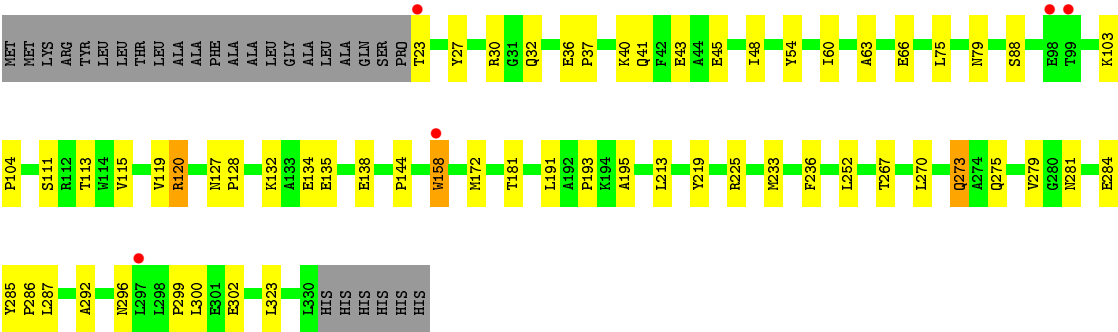 MET MET LYS ARG TYR LEU LEU THR ALA ALA PHE ALA ALA LEU GLY ALA LEU ALA GLN SER PRO T23 Y27 R30 G31 Q32 E36 P37 K40 Q41 F42 E43 A44 E45 I48 Y54 I60 A63 E66 L75 N79 S88 E98 T99 K103
P104 S111 R112 T113 W114 V115 V119 R120 N127 P128 K132 A133 E134 E135 E138 P144 W158 M172 T181 L191 A192 P193 K194 A195 L213 Y219 R225 M233 F236 L252 T267 L270 Q273 A274 Q275 V279 G280 N281 E284
Y285 P286 L287 A292 N296 L297 L298 P299 L300 E301 E302 L323 L330 HIS HIS HIS HIS HIS HIS